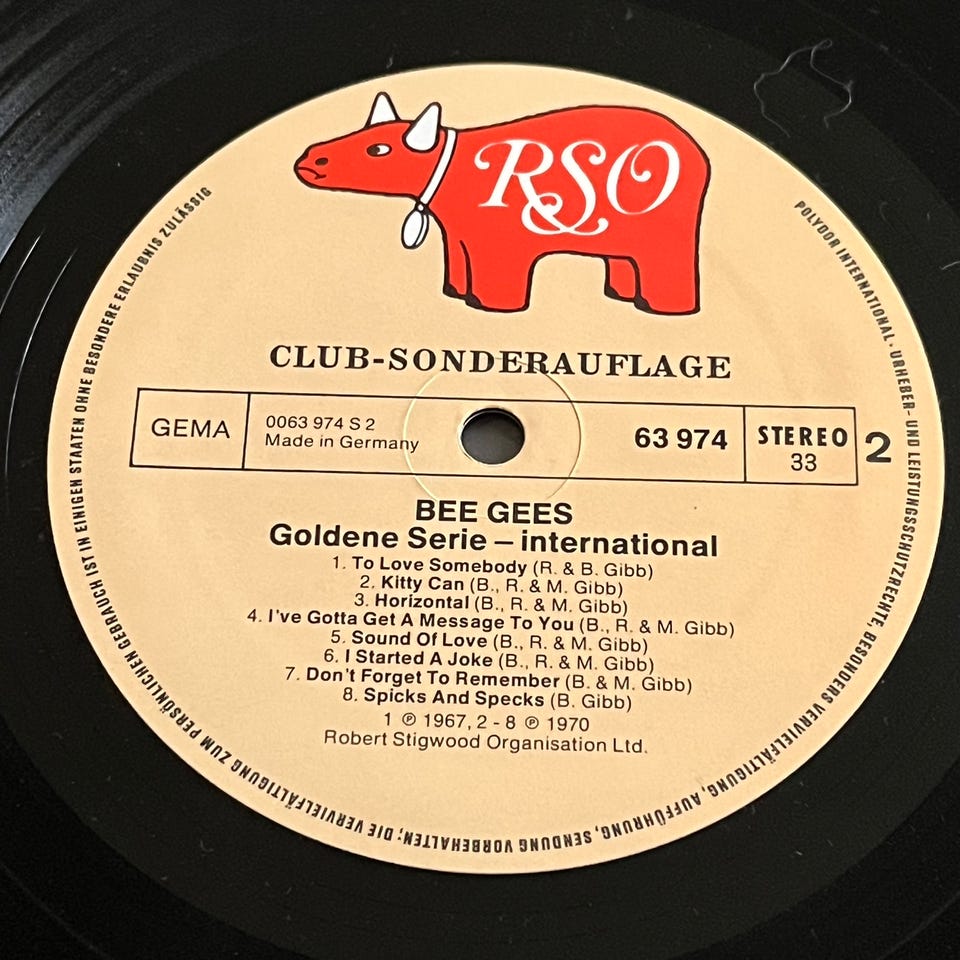 RSO
CLUB-SONDERAUFLAGE
GEMA
0063 974 S 2
Made in Germany
63 974
STEREO
33
2
BEE GEES
Goldene Serie – international
1. To Love Somebody (R. & B. Gibb)
2. Kitty Can (B., R. & M. Gibb)
3. Horizontal (B., R. & M. Gibb)
4. I've Gotta Get A Message To You (B., R. & M. Gibb)
5. Sound Of Love (B., R. & M. Gibb)
6. I Started A Joke (B., R. & M. Gibb)
7. Don't Forget To Remember (B. & M. Gibb)
8. Spicks And Specks (B. Gibb)
1 ℗ 1967, 2 - 8 ℗ 1970
Robert Stigwood Organisation Ltd.
POLYDOR INTERNATIONAL · URHEBER- UND LEISTUNGSSCHUTZRECHTE, BESONDERS VERVIELFÄLTIGUNG, AUFFÜHRUNG, SENDUNG VORBEHALTEN; DIE VERVIELFÄLTIGUNG ZUM PERSÖNLICHEN GEBRAUCH IST IN EINIGEN STAATEN OHNE BESONDERE ERLAUBNIS ZULÄSSIG